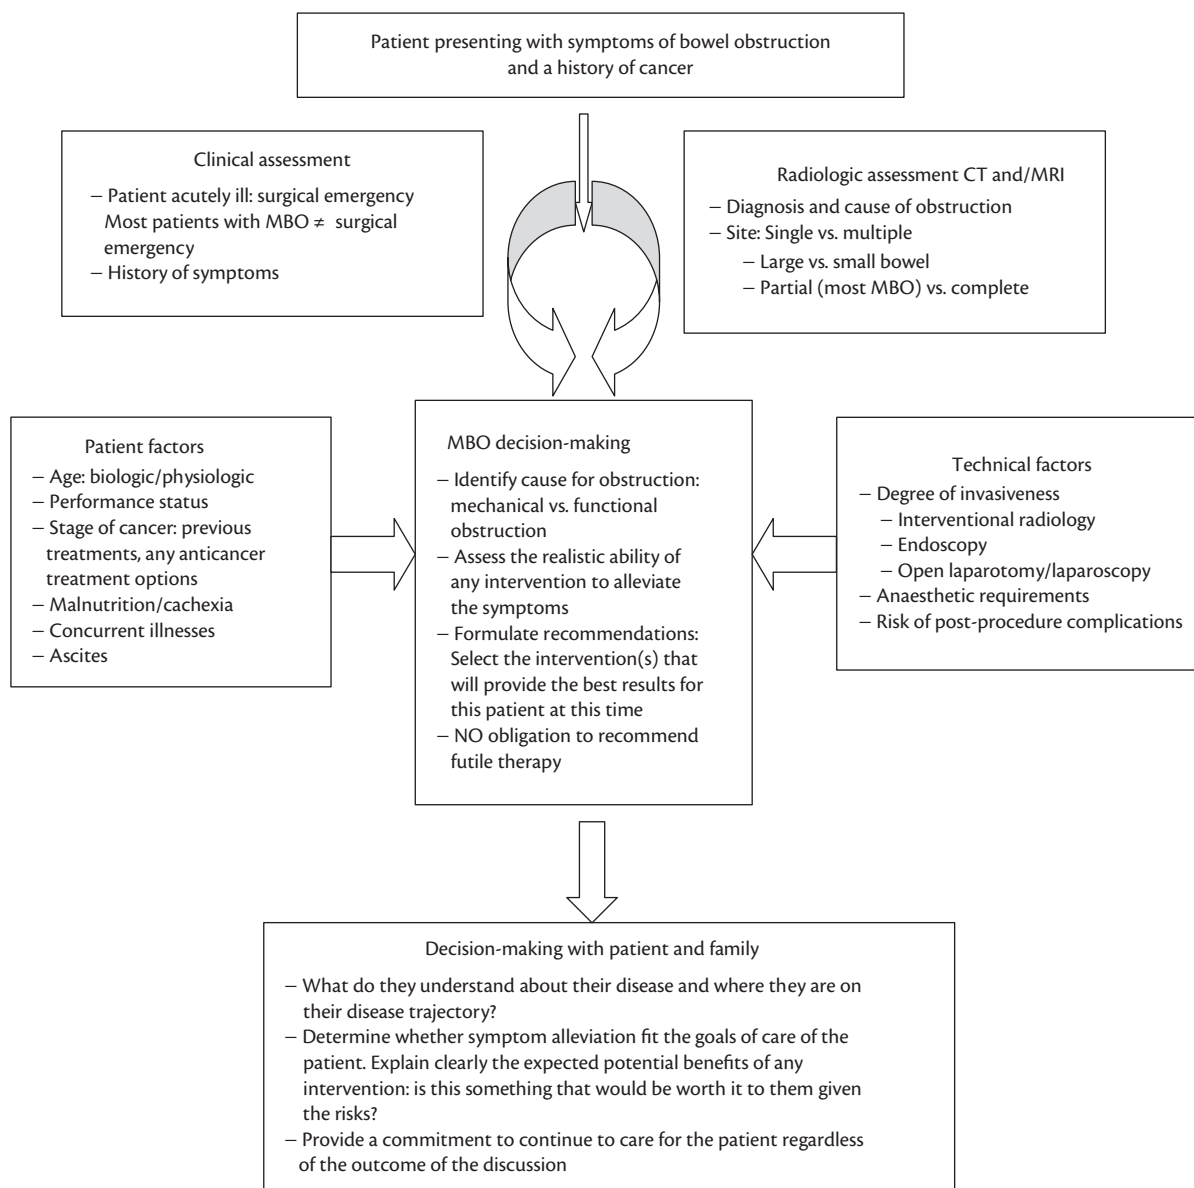 Patient presenting with symptoms of bowel obstruction
and a history of cancer
Clinical assessment
– Patient acutely ill: surgical emergency
Most patients with MBO ≠ surgical
emergency
– History of symptoms
Radiologic assessment CT and/MRI
– Diagnosis and cause of obstruction
– Site: Single vs. multiple
– Large vs. small bowel
– Partial (most MBO) vs. complete
Patient factors
– Age: biologic/physiologic
– Performance status
– Stage of cancer: previous
treatments, any anticancer
treatment options
– Malnutrition/cachexia
– Concurrent illnesses
– Ascites
MBO decision-making
– Identify cause for obstruction:
mechanical vs. functional
obstruction
– Assess the realistic ability of
any intervention to alleviate
the symptoms
– Formulate recommendations:
Select the intervention(s) that
will provide the best results for
this patient at this time
– NO obligation to recommend
futile therapy
Technical factors
– Degree of invasiveness
– Interventional radiology
– Endoscopy
– Open laparotomy/laparoscopy
– Anaesthetic requirements
– Risk of post-procedure complications
Decision-making with patient and family
– What do they understand about their disease and where they are on
their disease trajectory?
– Determine whether symptom alleviation fit the goals of care of the
patient. Explain clearly the expected potential benefits of any
intervention: is this something that would be worth it to them given
the risks?
– Provide a commitment to continue to care for the patient regardless
of the outcome of the discussion